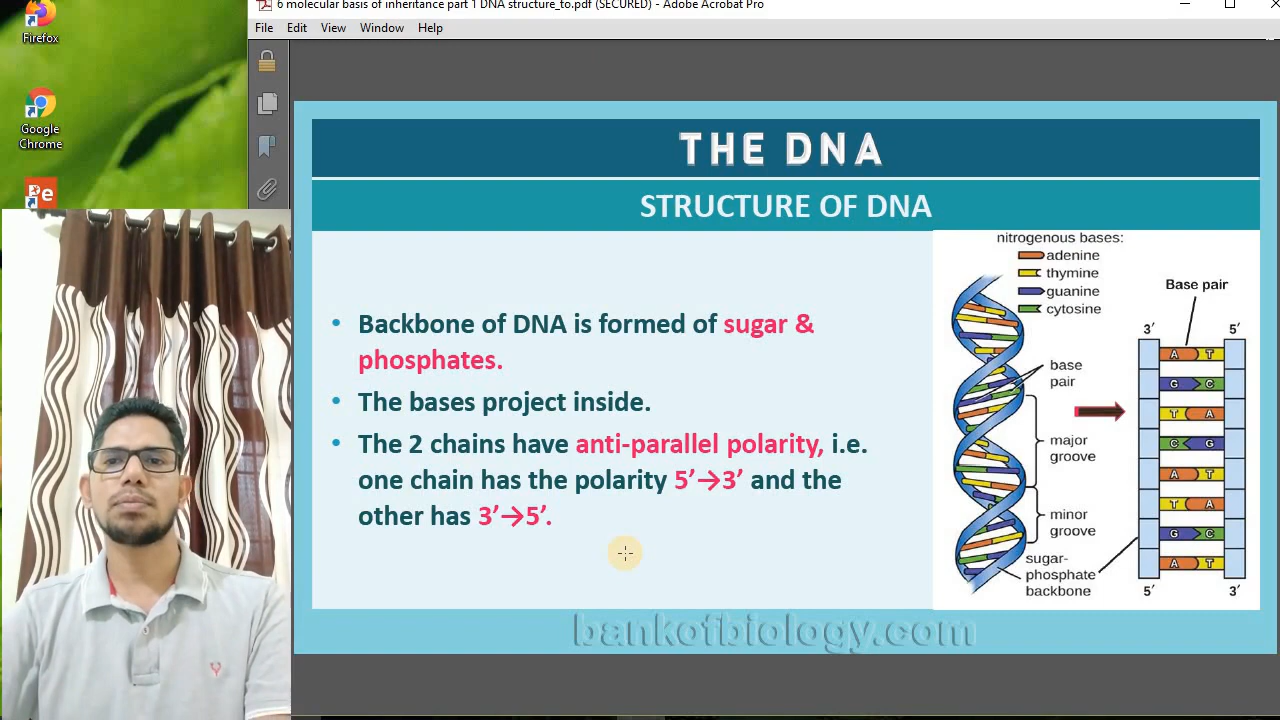 6 molecular basis of inheritance part 1 DNA structure_to.pdf (SECURED) - Adobe Acrobat Pro
File Edit View Window Help
Firefox
Google
Chrome
Pe
THE DNA
STRUCTURE OF DNA
• Backbone of DNA is formed of sugar &
phosphates.
• The bases project inside.
• The 2 chains have anti-parallel polarity, i.e.
one chain has the polarity 5’→3’ and the
other has 3’→5’.
nitrogenous bases:
adenine
thymine
guanine
cytosine
base
pair
major
groove
minor
groove
sugar-
phosphate
backbone
Base pair
3′ 5′
A T
G C
T A
C G
A T
T A
G C
A T
5′ 3′
bankofbiology.com